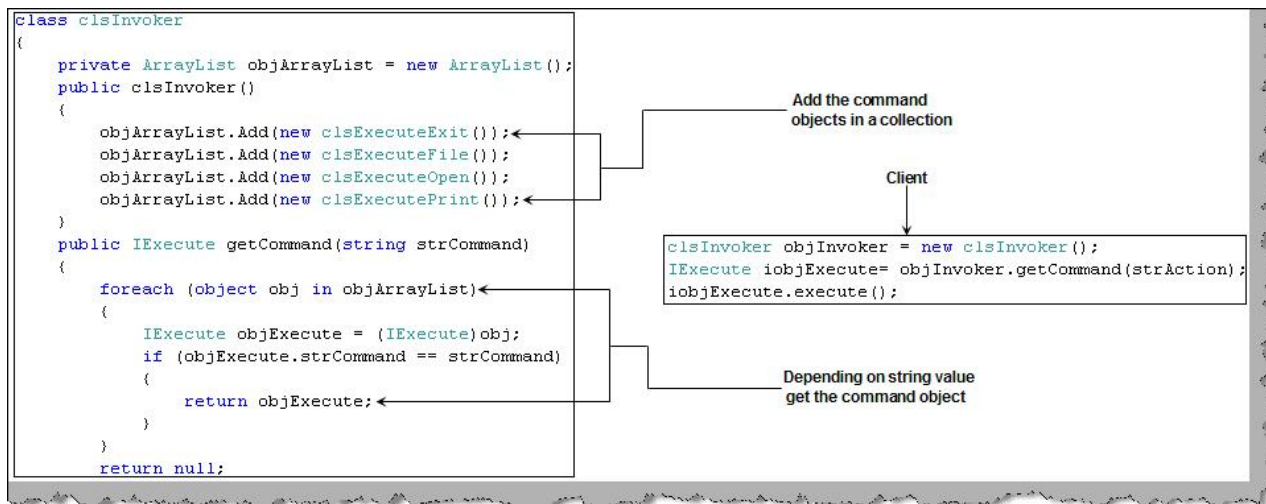 class clsInvoker
{
private ArrayList objArrayList = new ArrayList();
public clsInvoker()
{
objArrayList.Add(new clsExecuteExit());
objArrayList.Add(new clsExecuteFile());
objArrayList.Add(new clsExecuteOpen());
objArrayList.Add(new clsExecutePrint());
}
public IExecute getCommand(string strCommand)
{
foreach (object obj in objArrayList)
{
IExecute objExecute = (IExecute)obj;
if (objExecute.strCommand == strCommand)
{
return objExecute;
}
}
return null;
Add the command
objects in a collection
Client
clsInvoker objInvoker = new clsInvoker();
IExecute iobjExecute= objInvoker.getCommand(strAction);
iobjExecute.execute();
Depending on string value
get the command object